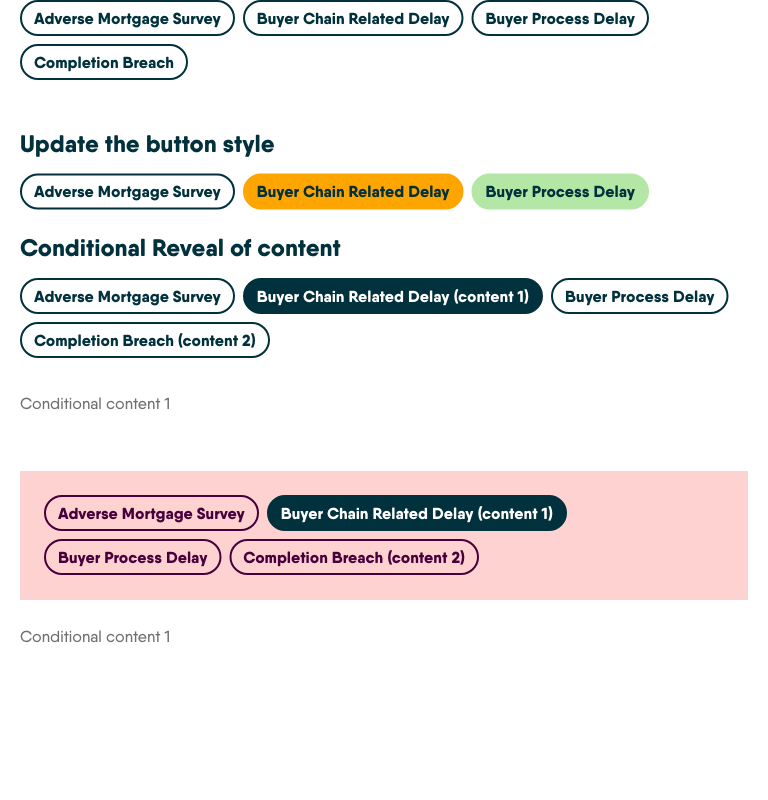 Adverse Mortgage Survey Buyer Chain Related Delay Buyer Process Delay
Completion Breach
Update the button style
Adverse Mortgage Survey Buyer Chain Related Delay Buyer Process Delay
Conditional Reveal of content
Adverse Mortgage Survey Buyer Chain Related Delay (content 1) Buyer Process Delay
Completion Breach (content 2)
Conditional content 1
Adverse Mortgage Survey Buyer Chain Related Delay (content 1)
Buyer Process Delay Completion Breach (content 2)
Conditional content 1